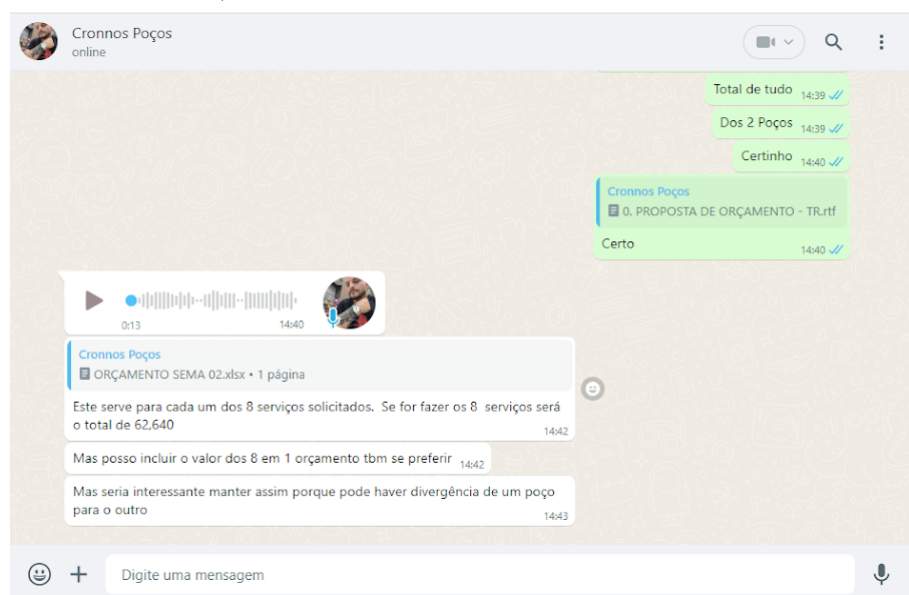 Cronnos Poços
online
Total de tudo 14:39
Dos 2 Poços 14:39
Certinho 14:40
Cronnos Poços
0. PROPOSTA DE ORÇAMENTO - TR.rtf
Certo 14:40
0:13 14:40
Cronnos Poços
ORÇAMENTO SEMA 02.xlsx • 1 página
Este serve para cada um dos 8 serviços solicitados. Se for fazer os 8 serviços será
o total de 62,640
14:42
Mas posso incluir o valor dos 8 em 1 orçamento tbm se preferir 14:42
Mas seria interessante manter assim porque pode haver divergência de um poço
para o outro
14:43
Digite uma mensagem